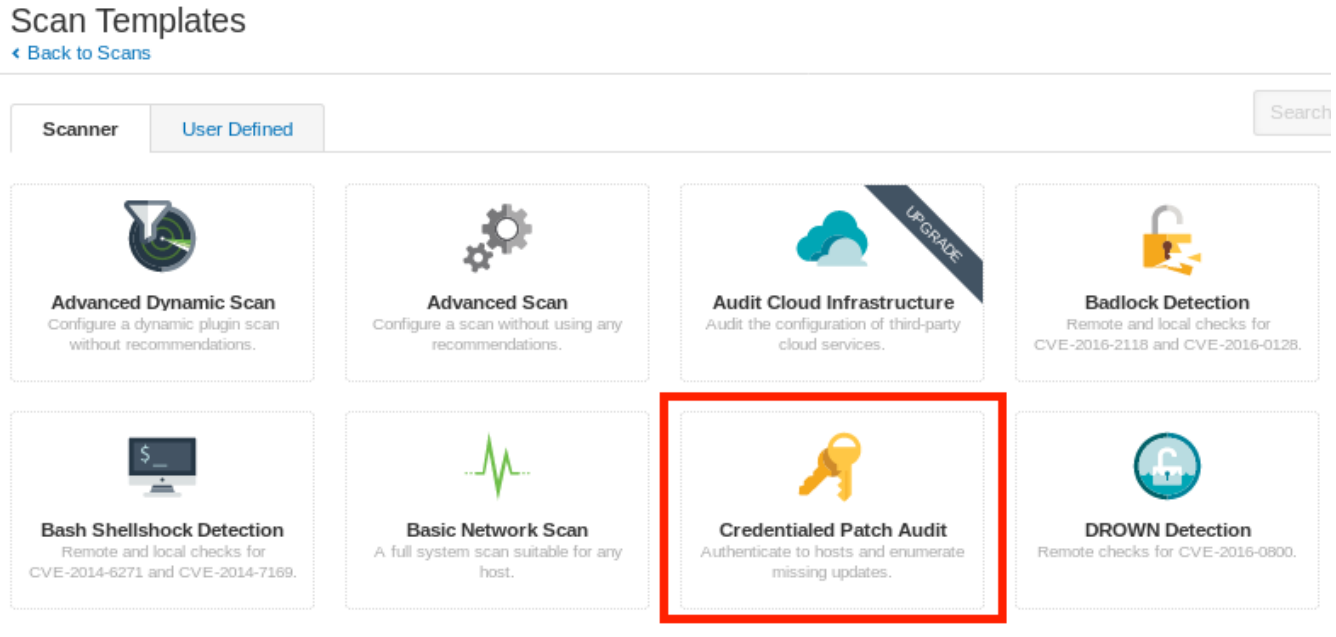 Scan Templates
Back to Scans
Scanner
User Defined
Search
UPGRADE
Advanced Dynamic Scan
Configure a dynamic plugin scan
without recommendations.
Advanced Scan
Configure a scan without using any
recommendations.
Audit Cloud Infrastructure
Audit the configuration of third-party
cloud services.
Badlock Detection
Remote and local checks for
CVE-2016-2118 and CVE-2016-0128.
$_
Bash Shellshock Detection
Remote and local checks for
CVE-2014-6271 and CVE-2014-7169.
Basic Network Scan
A full system scan suitable for any
host.
Credentialed Patch Audit
Authenticate to hosts and enumerate
missing updates.
DROWN Detection
Remote checks for CVE-2016-0800.